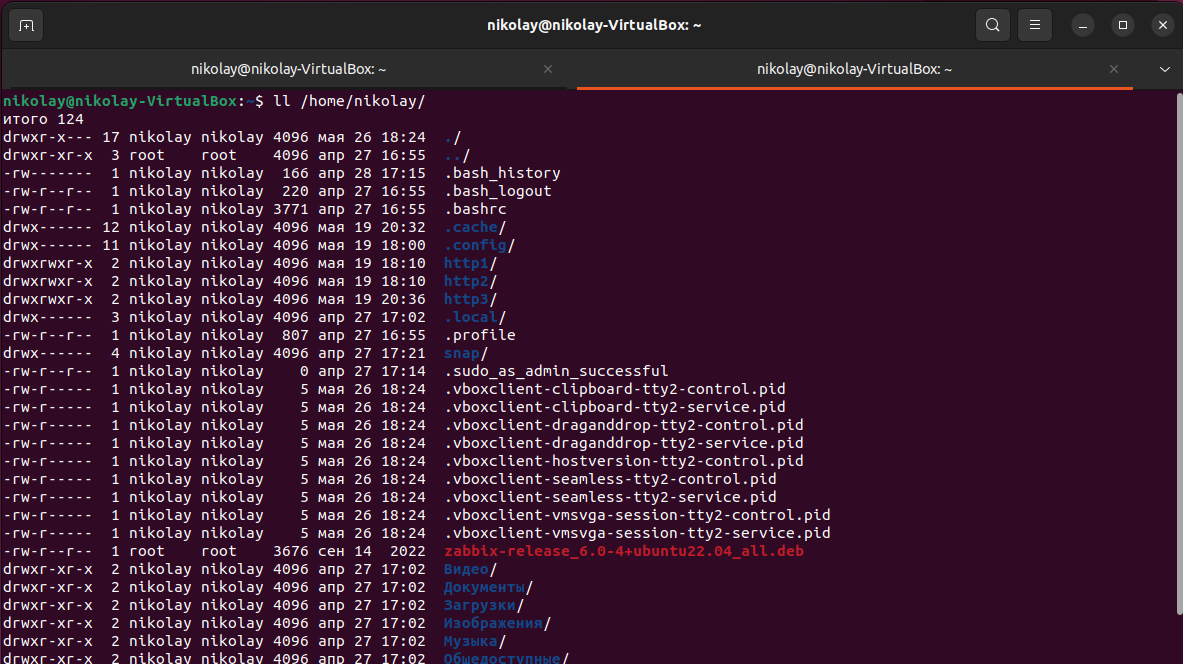 nikolay@nikolay-VirtualBox: ~
nikolay@nikolay-VirtualBox: ~
nikolay@nikolay-VirtualBox: ~
nikolay@nikolay-VirtualBox:~$ ll /home/nikolay/
итого 124
drwxr-x--- 17 nikolay nikolay 4096 мая 26 18:24 ./
drwxr-xr-x 3 root root 4096 апр 27 16:55 ../
-rw------- 1 nikolay nikolay 166 апр 28 17:15 .bash_history
-rw-r--r-- 1 nikolay nikolay 220 апр 27 16:55 .bash_logout
-rw-r--r-- 1 nikolay nikolay 3771 апр 27 16:55 .bashrc
drwx------ 12 nikolay nikolay 4096 мая 19 20:32 .cache/
drwx------ 11 nikolay nikolay 4096 мая 19 18:00 .config/
drwxrwxr-x 2 nikolay nikolay 4096 мая 19 18:10 http1/
drwxrwxr-x 2 nikolay nikolay 4096 мая 19 18:10 http2/
drwxrwxr-x 2 nikolay nikolay 4096 мая 19 20:36 http3/
drwx------ 3 nikolay nikolay 4096 апр 27 17:02 .local/
-rw-r--r-- 1 nikolay nikolay 807 апр 27 16:55 .profile
drwx------ 4 nikolay nikolay 4096 апр 27 17:21 snap/
-rw-r--r-- 1 nikolay nikolay 0 апр 27 17:14 .sudo_as_admin_successful
-rw-r----- 1 nikolay nikolay 5 мая 26 18:24 .vboxclient-clipboard-tty2-control.pid
-rw-r----- 1 nikolay nikolay 5 мая 26 18:24 .vboxclient-clipboard-tty2-service.pid
-rw-r----- 1 nikolay nikolay 5 мая 26 18:24 .vboxclient-draganddrop-tty2-control.pid
-rw-r----- 1 nikolay nikolay 5 мая 26 18:24 .vboxclient-draganddrop-tty2-service.pid
-rw-r----- 1 nikolay nikolay 5 мая 26 18:24 .vboxclient-hostversion-tty2-control.pid
-rw-r----- 1 nikolay nikolay 5 мая 26 18:24 .vboxclient-seamless-tty2-control.pid
-rw-r----- 1 nikolay nikolay 5 мая 26 18:24 .vboxclient-seamless-tty2-service.pid
-rw-r----- 1 nikolay nikolay 5 мая 26 18:24 .vboxclient-vmsvga-session-tty2-control.pid
-rw-r----- 1 nikolay nikolay 5 мая 26 18:24 .vboxclient-vmsvga-session-tty2-service.pid
-rw-r--r-- 1 root root 3676 сен 14 2022 zabbix-release_6.0-4+ubuntu22.04_all.deb
drwxr-xr-x 2 nikolay nikolay 4096 апр 27 17:02 Видео/
drwxr-xr-x 2 nikolay nikolay 4096 апр 27 17:02 Документы/
drwxr-xr-x 2 nikolay nikolay 4096 апр 27 17:02 Загрузки/
drwxr-xr-x 2 nikolay nikolay 4096 апр 27 17:02 Изображения/
drwxr-xr-x 2 nikolay nikolay 4096 апр 27 17:02 Музыка/
drwxr-xr-x 2 nikolay nikolay 4096 апр 27 17:02 Общедоступные/